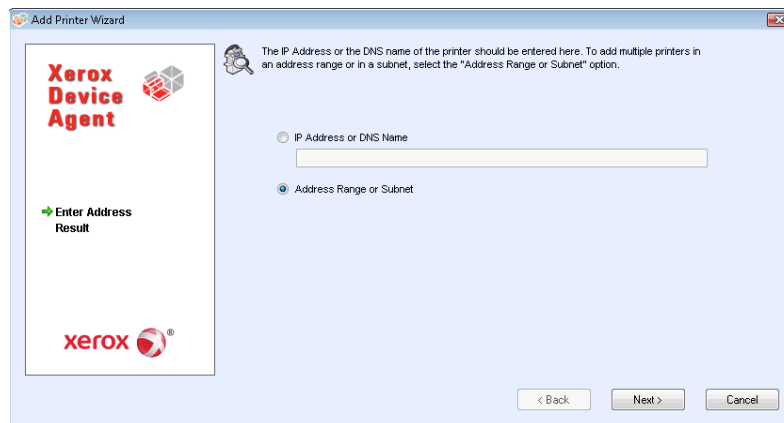 Add Printer Wizard
Xerox
Device
Agent
The IP Address or the DNS name of the printer should be entered here. To add multiple printers in
an address range or in a subnet, select the "Address Range or Subnet" option.
IP Address or DNS Name
Address Range or Subnet
Enter Address
Result
xerox ®
< Back
Next >
Cancel